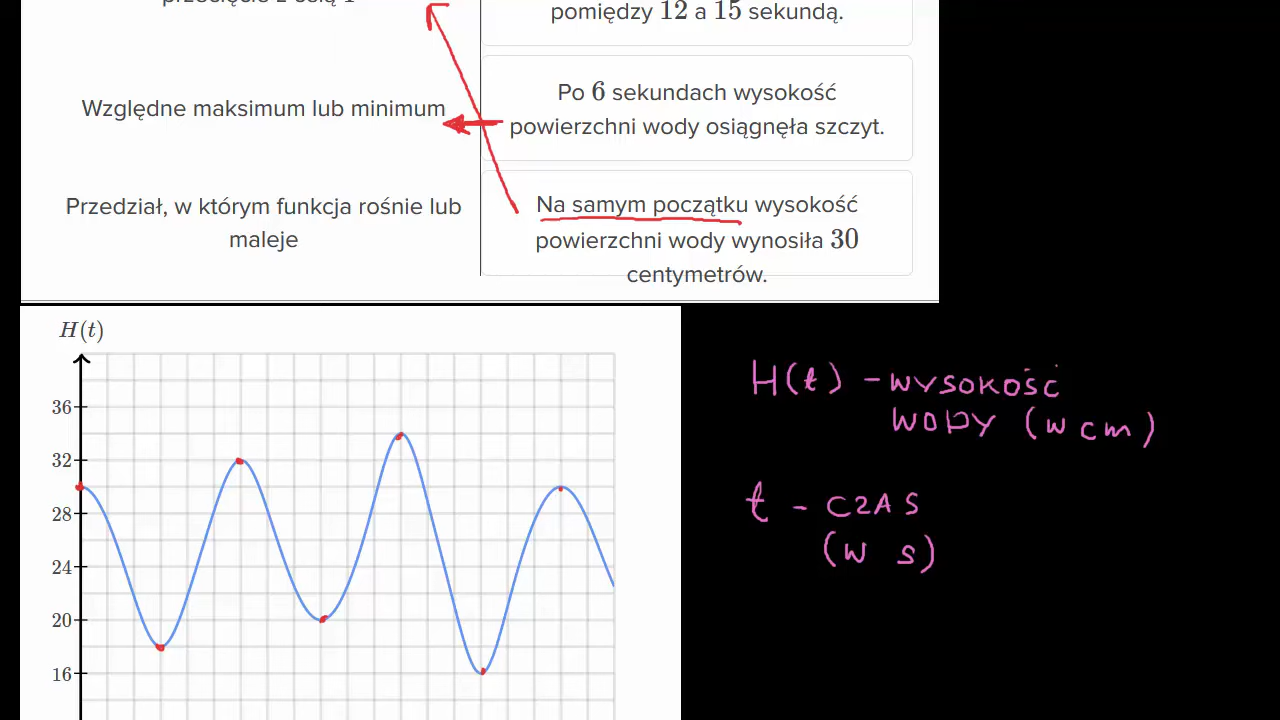 pomiędzy 12 a 15 sekundą.
Względne maksimum lub minimum
Po 6 sekundach wysokość
powierzchni wody osiągnęła szczyt.
Przedział, w którym funkcja rośnie lub
maleje
Na samym początku wysokość
powierzchni wody wynosiła 30
centymetrów.
H(t)
36
32
28
24
20
16
H(t) - WYSOKOŚĆ
WODY (W cm)
t - CZAS
(W s)